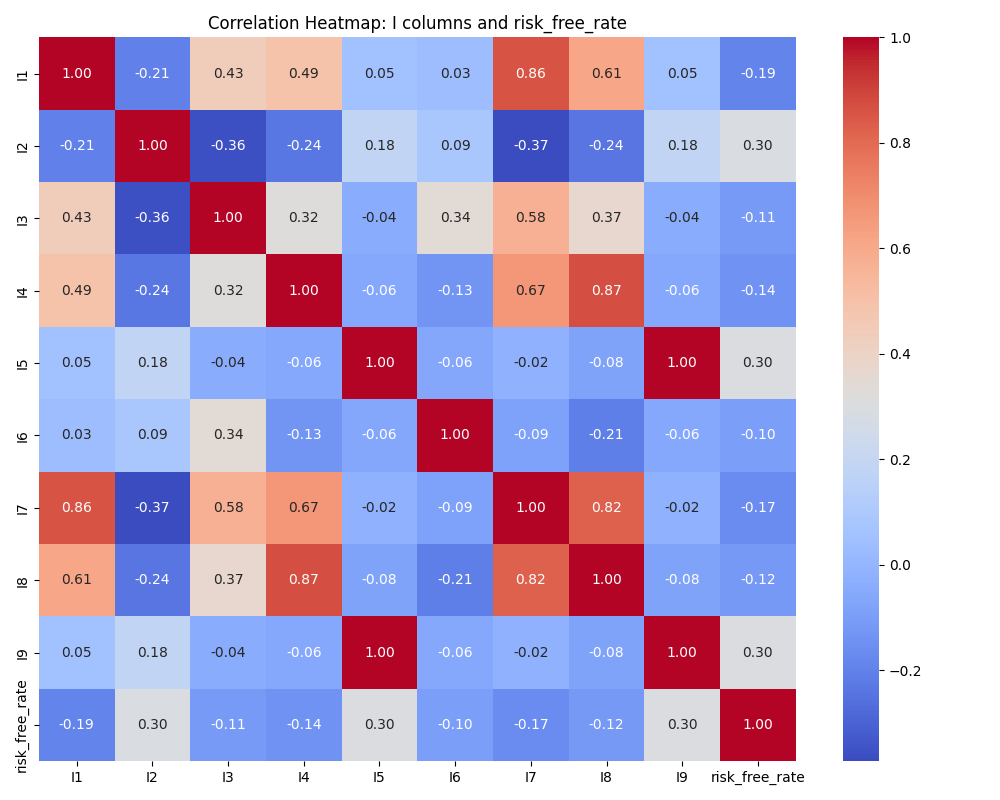 Correlation Heatmap: I columns and risk_free_rate
I1 1.00 -0.21 0.43 0.49 0.05 0.03 0.86 0.61 0.05 -0.19
I2 -0.21 1.00 -0.36 -0.24 0.18 0.09 -0.37 -0.24 0.18 0.30
I3 0.43 -0.36 1.00 0.32 -0.04 0.34 0.58 0.37 -0.04 -0.11
I4 0.49 -0.24 0.32 1.00 -0.06 -0.13 0.67 0.87 -0.06 -0.14
I5 0.05 0.18 -0.04 -0.06 1.00 -0.06 -0.02 -0.08 1.00 0.30
I6 0.03 0.09 0.34 -0.13 -0.06 1.00 -0.09 -0.21 -0.06 -0.10
I7 0.86 -0.37 0.58 0.67 -0.02 -0.09 1.00 0.82 -0.02 -0.17
I8 0.61 -0.24 0.37 0.87 -0.08 -0.21 0.82 1.00 -0.08 -0.12
I9 0.05 0.18 -0.04 -0.06 1.00 -0.06 -0.02 -0.08 1.00 0.30
risk_free_rate -0.19 0.30 -0.11 -0.14 0.30 -0.10 -0.17 -0.12 0.30 1.00
I1 I2 I3 I4 I5 I6 I7 I8 I9 risk_free_rate
1.0
0.8
0.6
0.4
0.2
0.0
−0.2